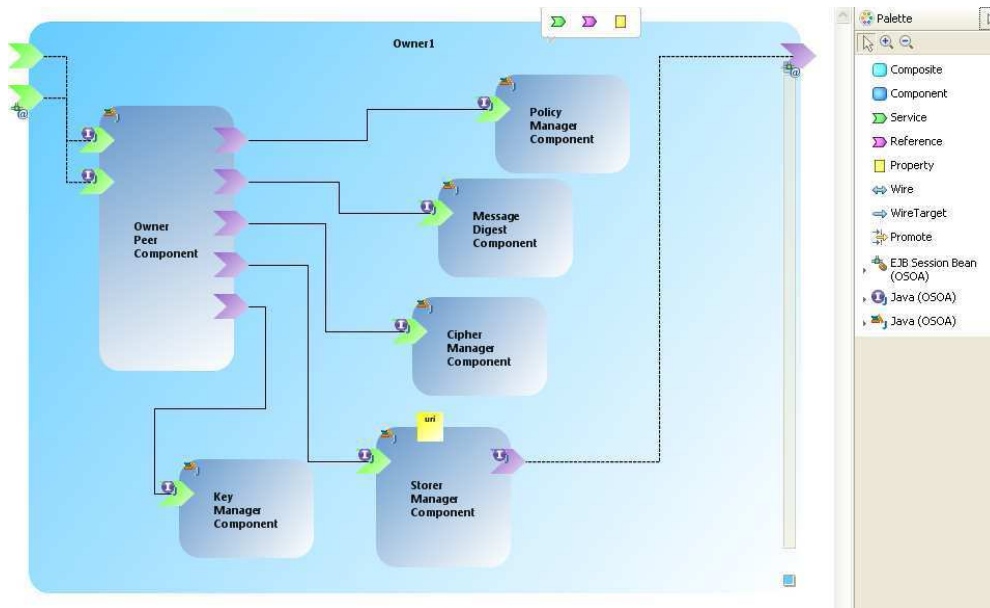 Owner1
Policy
Manager
Component
Message
Digest
Component
Owner
Peer
Component
Cipher
Manager
Component
uri
Storer
Manager
Component
Key
Manager
Component
Palette
Composite
Component
Service
Reference
Property
Wire
WireTarget
Promote
EJB Session Bean
(OSOA)
Java (OSOA)
Java (OSOA)